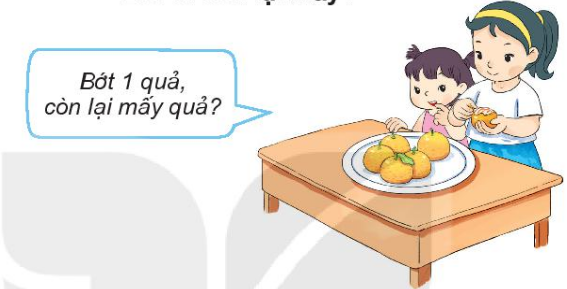 Bớt 1 quả,
còn lại mấy quả?